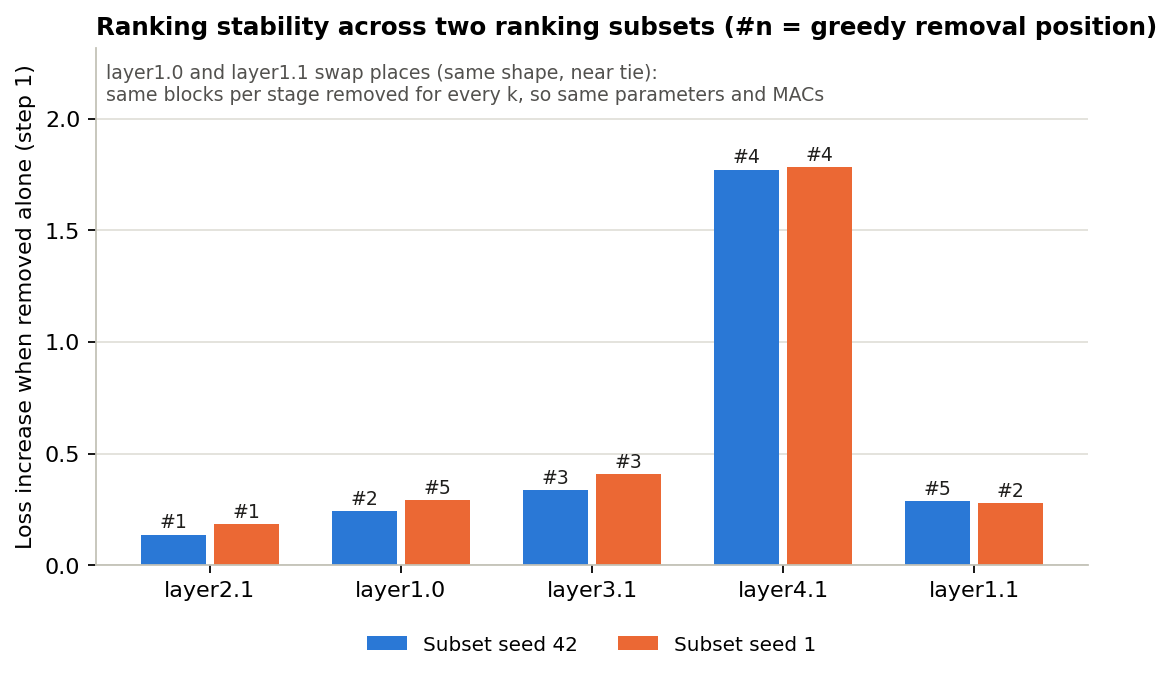 Ranking stability across two ranking subsets (#n = greedy removal position)
layer1.0 and layer1.1 swap places (same shape, near tie):
same blocks per stage removed for every k, so same parameters and MACs
Loss increase when removed alone (step 1)
2.0
1.5
1.0
0.5
0.0
#1 #1 #2 #5 #3 #3 #4 #4 #5 #2
layer2.1 layer1.0 layer3.1 layer4.1 layer1.1
Subset seed 42 Subset seed 1